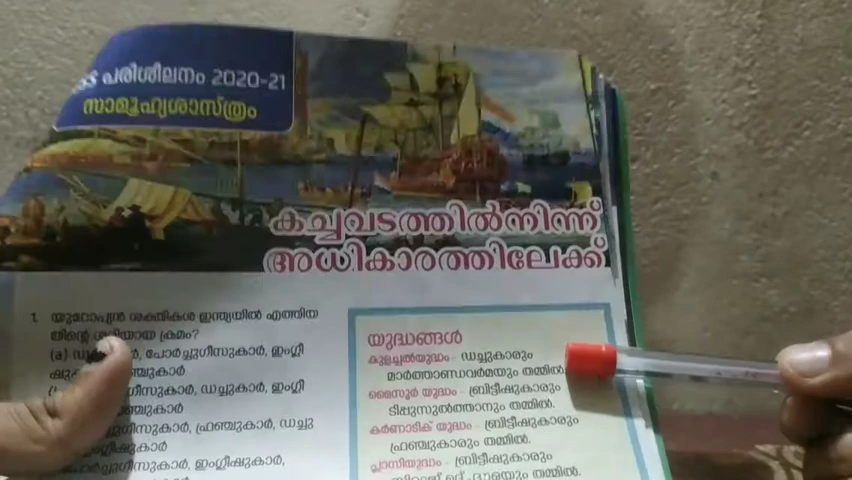 പരിശീലനം 2020-21
സാമൂഹ്യശാസ്ത്രം
കച്ചവടത്തിൽനിന്ന്
അധികാരത്തിലേക്ക്
1 യുറോപ്യൻ ശക്തികൾ ഇന്ത്യയിൽ എത്തിയ
തിന്റെ ശരിയായ ക്രമം?
(a) പോർച്ചുഗീസുകാർ, ഇംഗ്ലീ
ഗീസുകാർ, ഡച്ചുകാർ, ഇംഗ്ലീ
ഗീസുകാർ, ഫ്രഞ്ചുകാർ, ഡച്ചു
പോർച്ചുഗീസുകാർ, ഇംഗ്ലീഷുകാർ,
യുദ്ധങ്ങൾ
കുളച്ചൽയുദ്ധം - ഡച്ചുകാരും
മാർത്താണ്ഡവർമയും തമ്മിൽ
മൈസൂർ യുദ്ധം - ബ്രിട്ടീഷുകാരും
ടിപ്പുസുൽത്താനും തമ്മിൽ.
കർണാടിക് യുദ്ധം - ബ്രിട്ടീഷുകാരും
ഫ്രഞ്ചുകാരും തമ്മിൽ.
പ്ലാസിയുദ്ധം - ബ്രിട്ടീഷുകാരും
സിറാജ് ഉദ് ദൗളയും തമ്മിൽ.